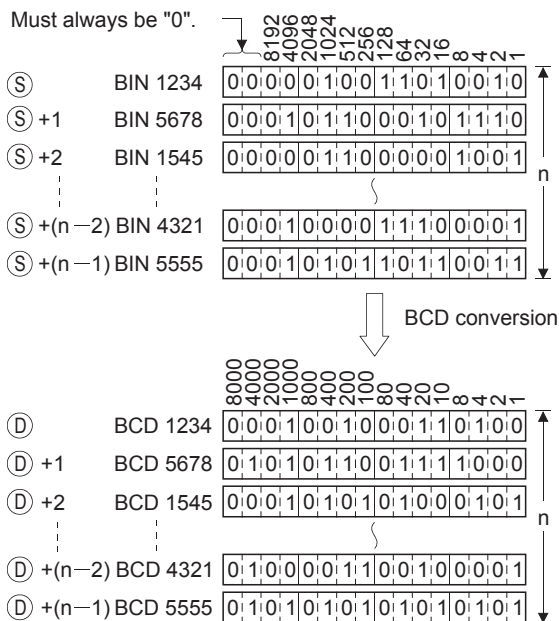 Must always be "0".
8192 4096 2048 1024 512 256 128 64 32 16 8 4 2 1
S BIN 1234 0 0 0 0 0 1 0 0 1 1 0 1 0 0 1 0
S +1 BIN 5678 0 0 0 1 0 1 1 0 0 0 1 0 1 1 1 0
S +2 BIN 1545 0 0 0 0 0 1 1 0 0 0 0 0 1 0 0 1
n
S +(n—2) BIN 4321 0 0 0 1 0 0 0 0 1 1 1 0 0 0 0 1
S +(n—1) BIN 5555 0 0 0 1 0 1 0 1 1 0 1 1 0 0 1 1
BCD conversion
8000 4000 2000 1000 800 400 200 100 80 40 20 10 8 4 2 1
D BCD 1234 0 0 0 1 0 0 1 0 0 0 1 1 0 1 0 0
D +1 BCD 5678 0 1 0 1 0 1 1 0 0 1 1 1 1 0 0 0
D +2 BCD 1545 0 0 0 1 0 1 0 1 0 1 0 0 0 1 0 1
n
D +(n—2) BCD 4321 0 1 0 0 0 0 1 1 0 0 1 0 0 0 0 1
D +(n—1) BCD 5555 0 1 0 1 0 1 0 1 0 1 0 1 0 1 0 1